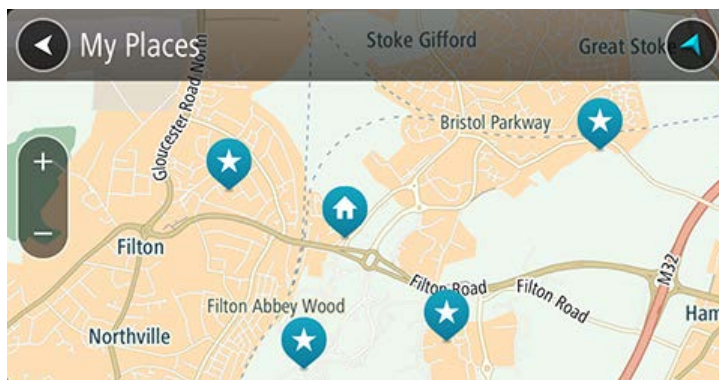 My Places
Stoke Gifford
Great Stoke
Gloucester Road North
Bristol Parkway
+
−
Filton
M32
Filton Road
Filton Road
Filton Abbey Wood
Ham
Northville